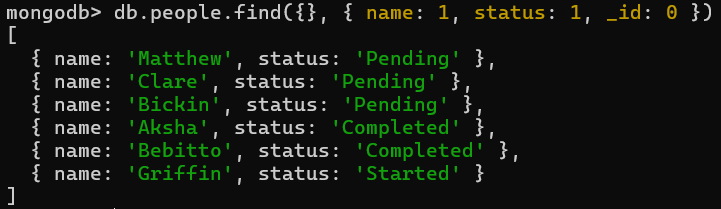 mongodb> db.people.find({}, { name: 1, status: 1, _id: 0 })
[
  { name: 'Matthew', status: 'Pending' },
  { name: 'Clare', status: 'Pending' },
  { name: 'Bickin', status: 'Pending' },
  { name: 'Aksha', status: 'Completed' },
  { name: 'Bebitto', status: 'Completed' },
  { name: 'Griffin', status: 'Started' }
]